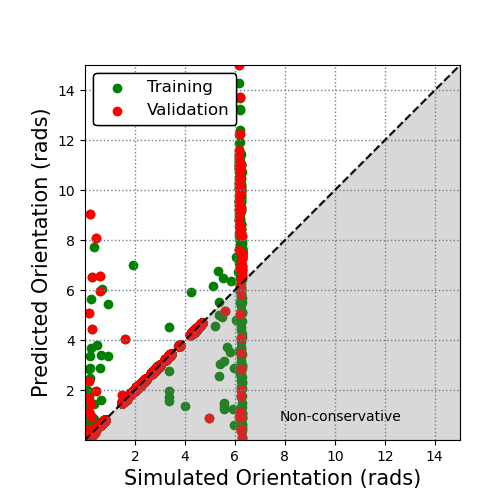 Training
Validation
14
12
10
8
6
4
2
Predicted Orientation (rads)
Non-conservative
2 4 6 8 10 12 14
Simulated Orientation (rads)